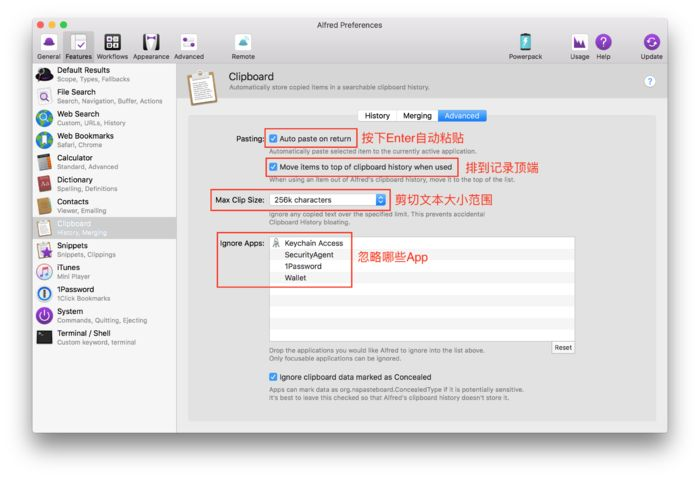 Alfred Preferences
General Features Workflows Appearance Advanced Remote Powerpack Usage Help Update
Default Results
Scope, Types, Fallbacks
File Search
Search, Navigation, Buffer, Actions
Web Search
Custom, URLs, History
Web Bookmarks
Safari, Chrome
Calculator
Standard, Advanced
Dictionary
Spelling, Definitions
Contacts
Viewer, Emailing
Clipboard
History, Merging
Snippets
Snippets, Clippings
iTunes
Mini Player
1Password
1Click Bookmarks
System
Commands, Quitting, Ejecting
Terminal / Shell
Custom keyword, terminal
Clipboard
Automatically store copied items in a searchable clipboard history.
?
History Merging Advanced
Pasting: Auto paste on return 按下Enter自动粘贴
Automatically paste selected item to the currently active application.
Move items to top of clipboard history when used 排到记录顶端
When using an item out of Alfred's clipboard history, move it to the top of the list.
Max Clip Size: 256k characters 剪切文本大小范围
Ignore any copied text over the specified limit. This prevents accidental
Clipboard History bloating.
Ignore Apps: Keychain Access
SecurityAgent 忽略哪些App
1Password
Wallet
Drop the applications you would like Alfred to ignore into the list above.
Only focusable applications can be ignored.
Reset
Ignore clipboard data marked as Concealed
Apps can mark data as org.nspasteboard.ConcealedType if it is potentially sensitive.
It's best to leave this checked so that Alfred's clipboard history doesn't store it.